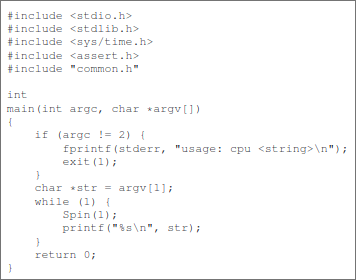 #include <stdio.h>
#include <stdlib.h>
#include <sys/time.h>
#include <assert.h>
#include "common.h"

int
main(int argc, char *argv[])
{
    if (argc != 2) {
        fprintf(stderr, "usage: cpu <string>\n");
        exit(1);
    }
    char *str = argv[1];
    while (1) {
        Spin(1);
        printf("%s\n", str);
    }
    return 0;
}